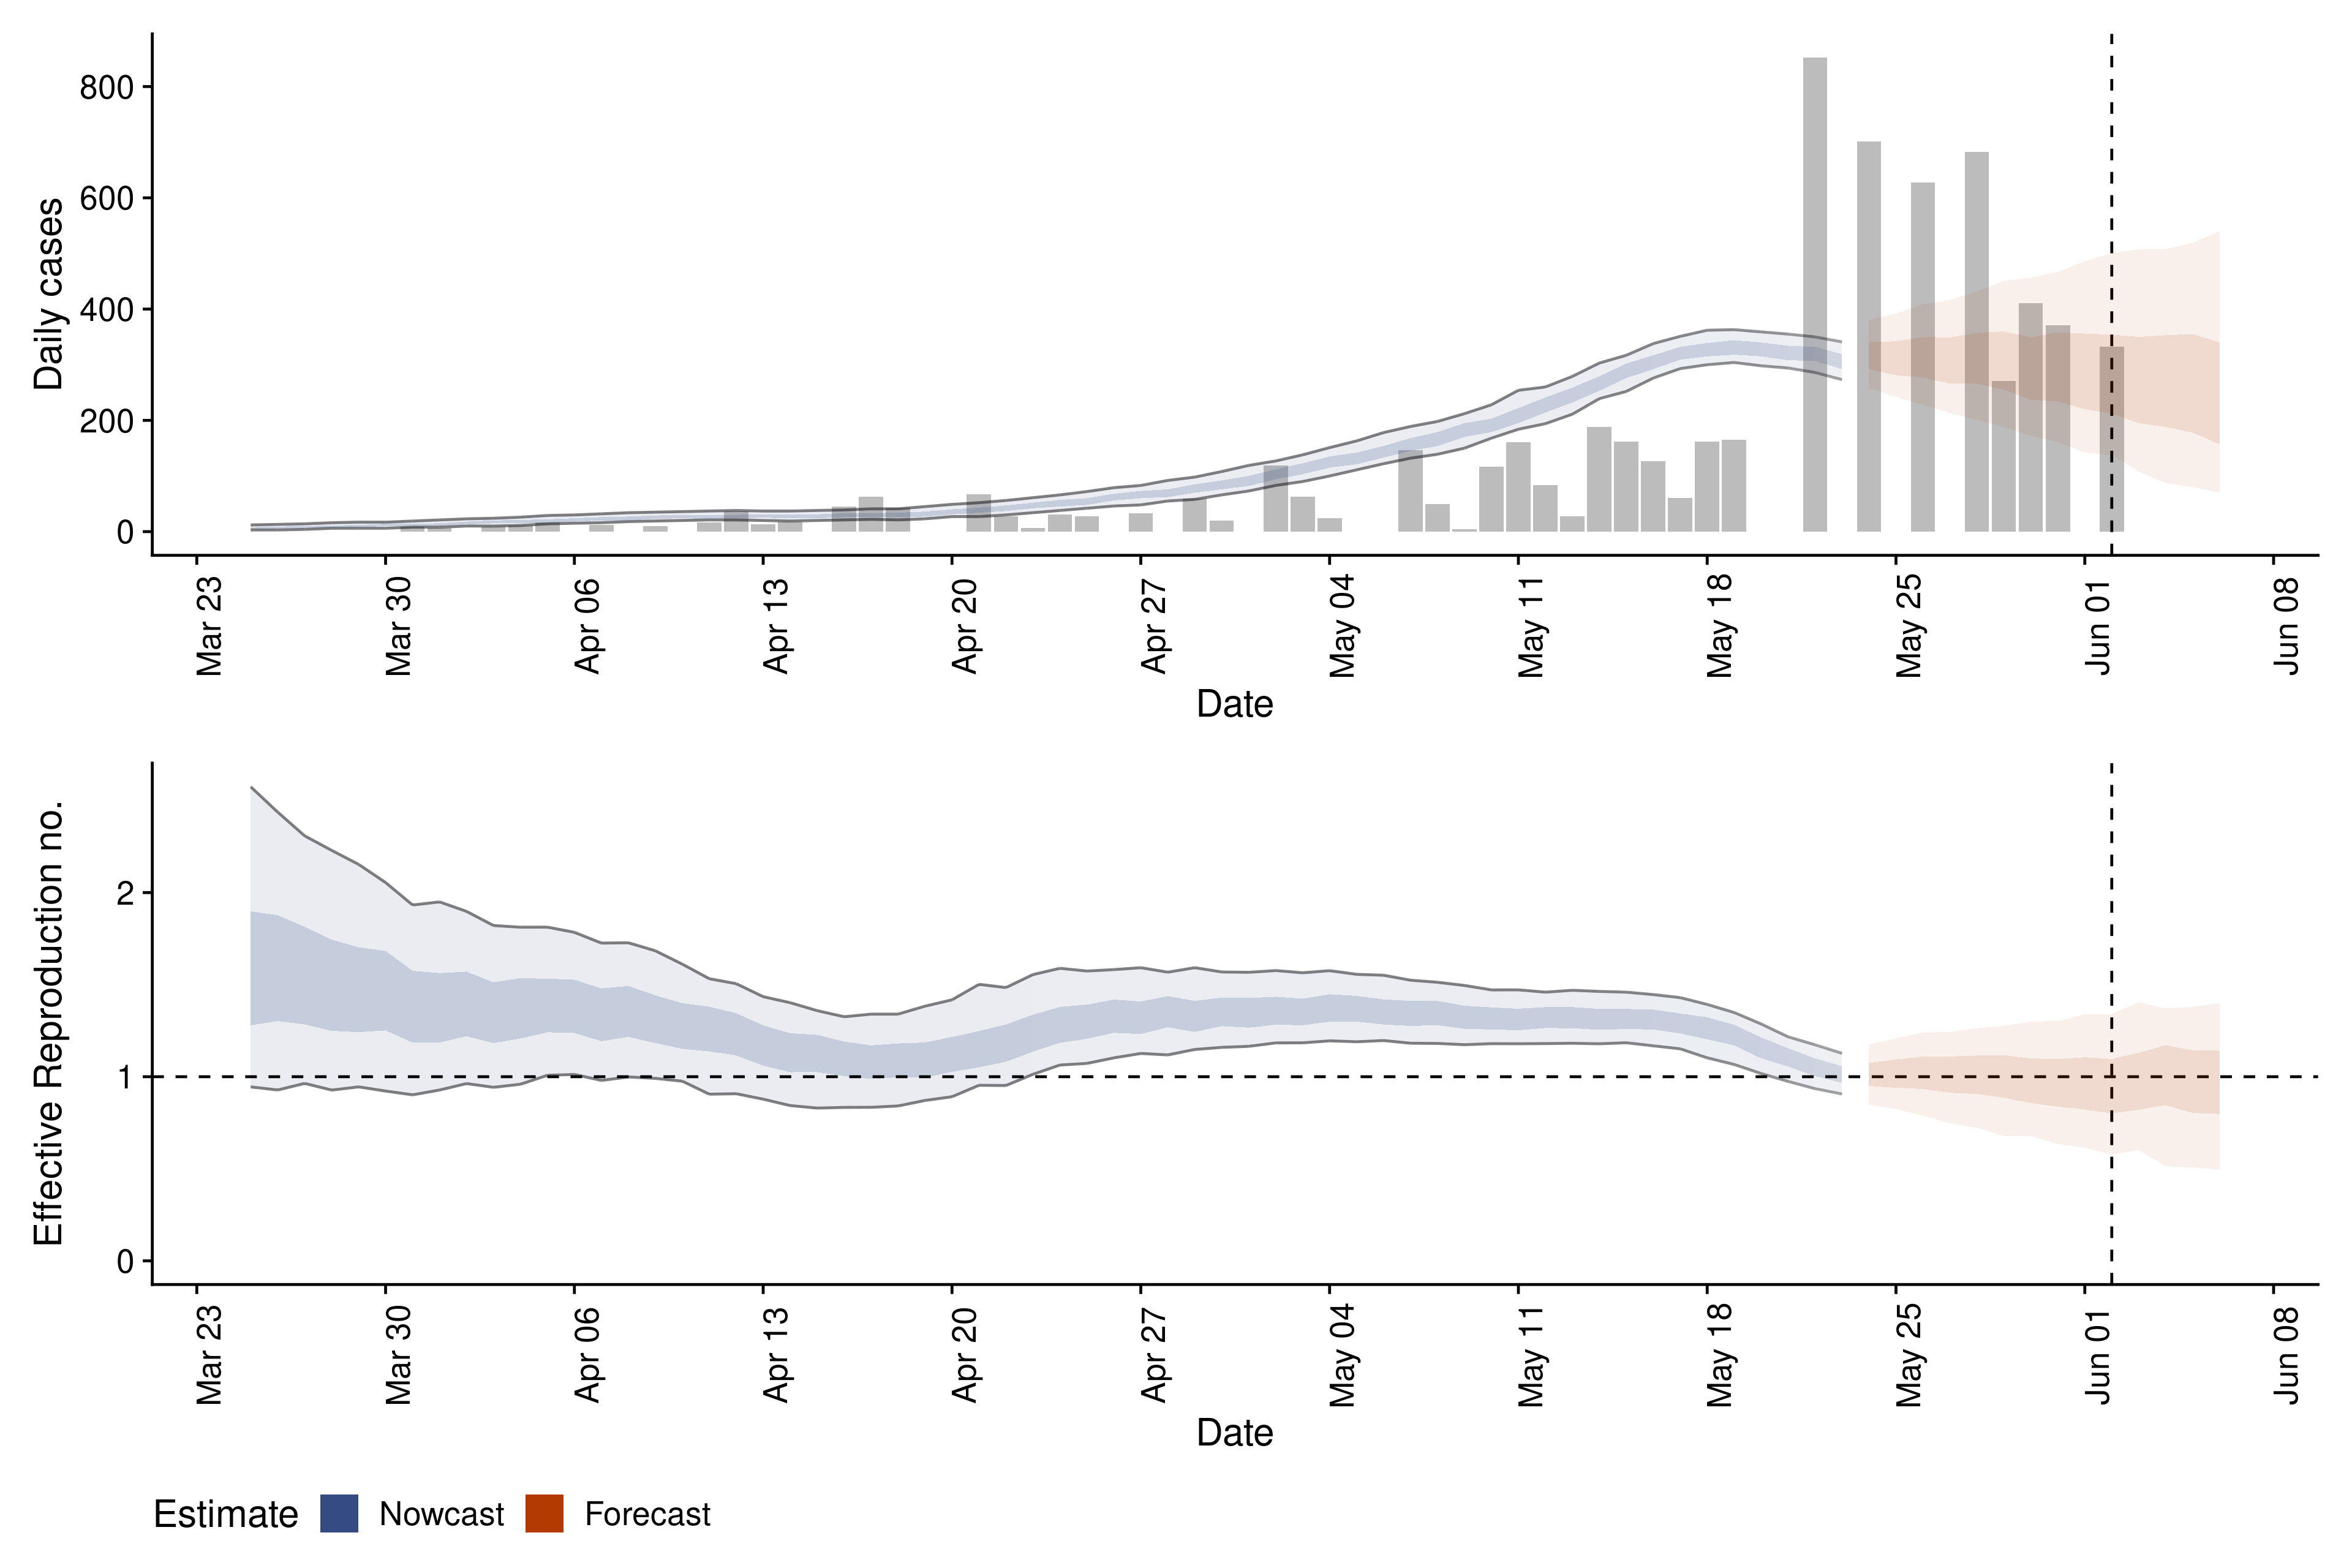 Daily cases
800
600
400
200
0
Mar 23
Mar 30
Apr 06
Apr 13
Apr 20
Apr 27
May 04
May 11
May 18
May 25
Jun 01
Jun 08
Date
Effective Reproduction no.
2
1
0
Mar 23
Mar 30
Apr 06
Apr 13
Apr 20
Apr 27
May 04
May 11
May 18
May 25
Jun 01
Jun 08
Date
Estimate Nowcast Forecast